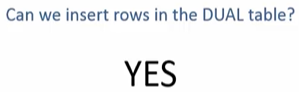 Can we insert rows in the DUAL table?
YES